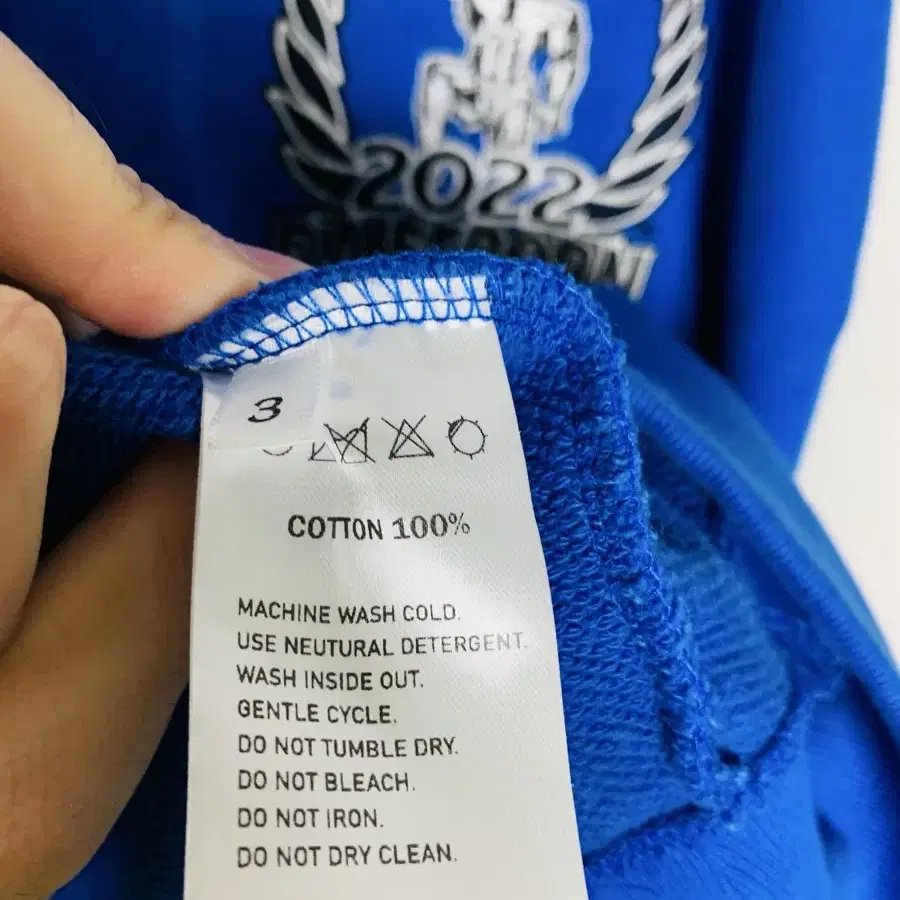 2022
3
COTTON 100%
MACHINE WASH COLD.
USE NEUTURAL DETERGENT.
WASH INSIDE OUT.
GENTLE CYCLE.
DO NOT TUMBLE DRY.
DO NOT BLEACH.
DO NOT IRON.
DO NOT DRY CLEAN.